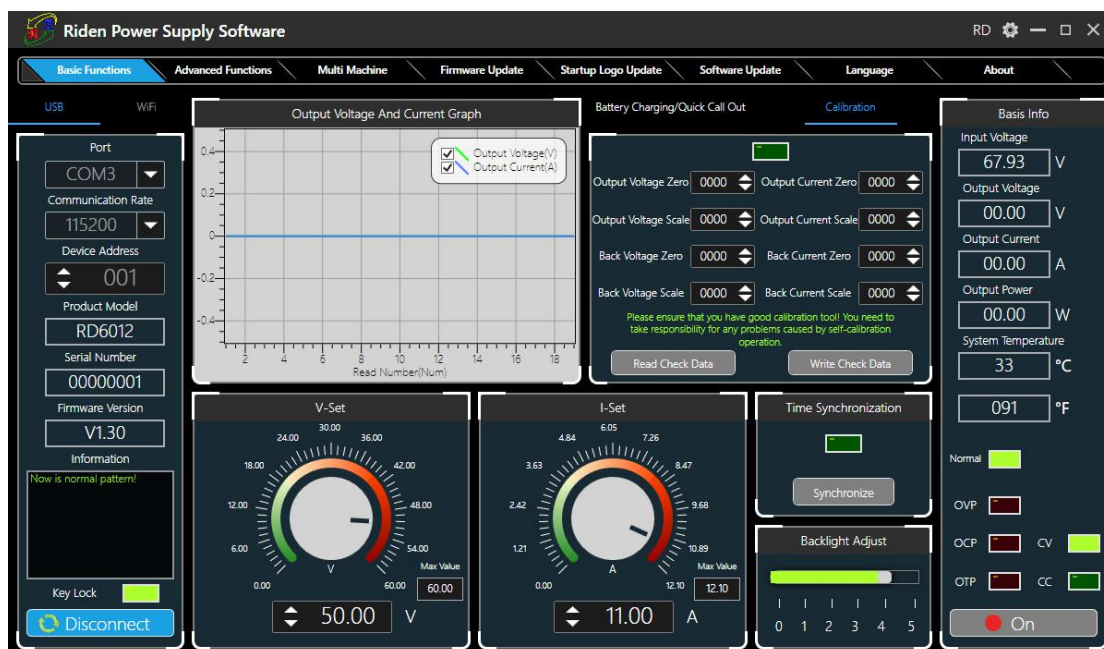 Riden Power Supply Software
RD
Basic Functions
Advanced Functions
Multi Machine
Firmware Update
Startup Logo Update
Software Update
Language
About
USB
WiFi
Port
COM3
Communication Rate
115200
Device Address
001
Product Model
RD6012
Serial Number
00000001
Firmware Version
V1.30
Information
Now is normal pattern!
Key Lock
Disconnect
Output Voltage And Current Graph
Output Voltage(V)
Output Current(A)
0.4
0.2
0
-0.2
-0.4
2 4 6 8 10 12 14 16 18
Read Number(Num)
Battery Charging/Quick Call Out
Calibration
Output Voltage Zero 0000 Output Current Zero 0000
Output Voltage Scale 0000 Output Current Scale 0000
Back Voltage Zero 0000 Back Current Zero 0000
Back Voltage Scale 0000 Back Current Scale 0000
Please ensure that you have good calibration tool! You need to
take responsibility for any problems caused by self-calibration
operation.
Read Check Data
Write Check Data
V-Set
0.00
6.00
12.00
18.00
24.00
30.00
36.00
42.00
48.00
54.00
60.00
V
Max Value
60.00
50.00 V
I-Set
0.00
1.21
2.42
3.63
4.84
6.05
7.26
8.47
9.68
10.89
12.10
A
Max Value
12.10
11.00 A
Time Synchronization
Synchronize
Backlight Adjust
0 1 2 3 4 5
Basis Info
Input Voltage
67.93 V
Output Voltage
00.00 V
Output Current
00.00 A
Output Power
00.00 W
System Temperature
33 °C
091 °F
Normal
OVP
OCP CV
OTP CC
On